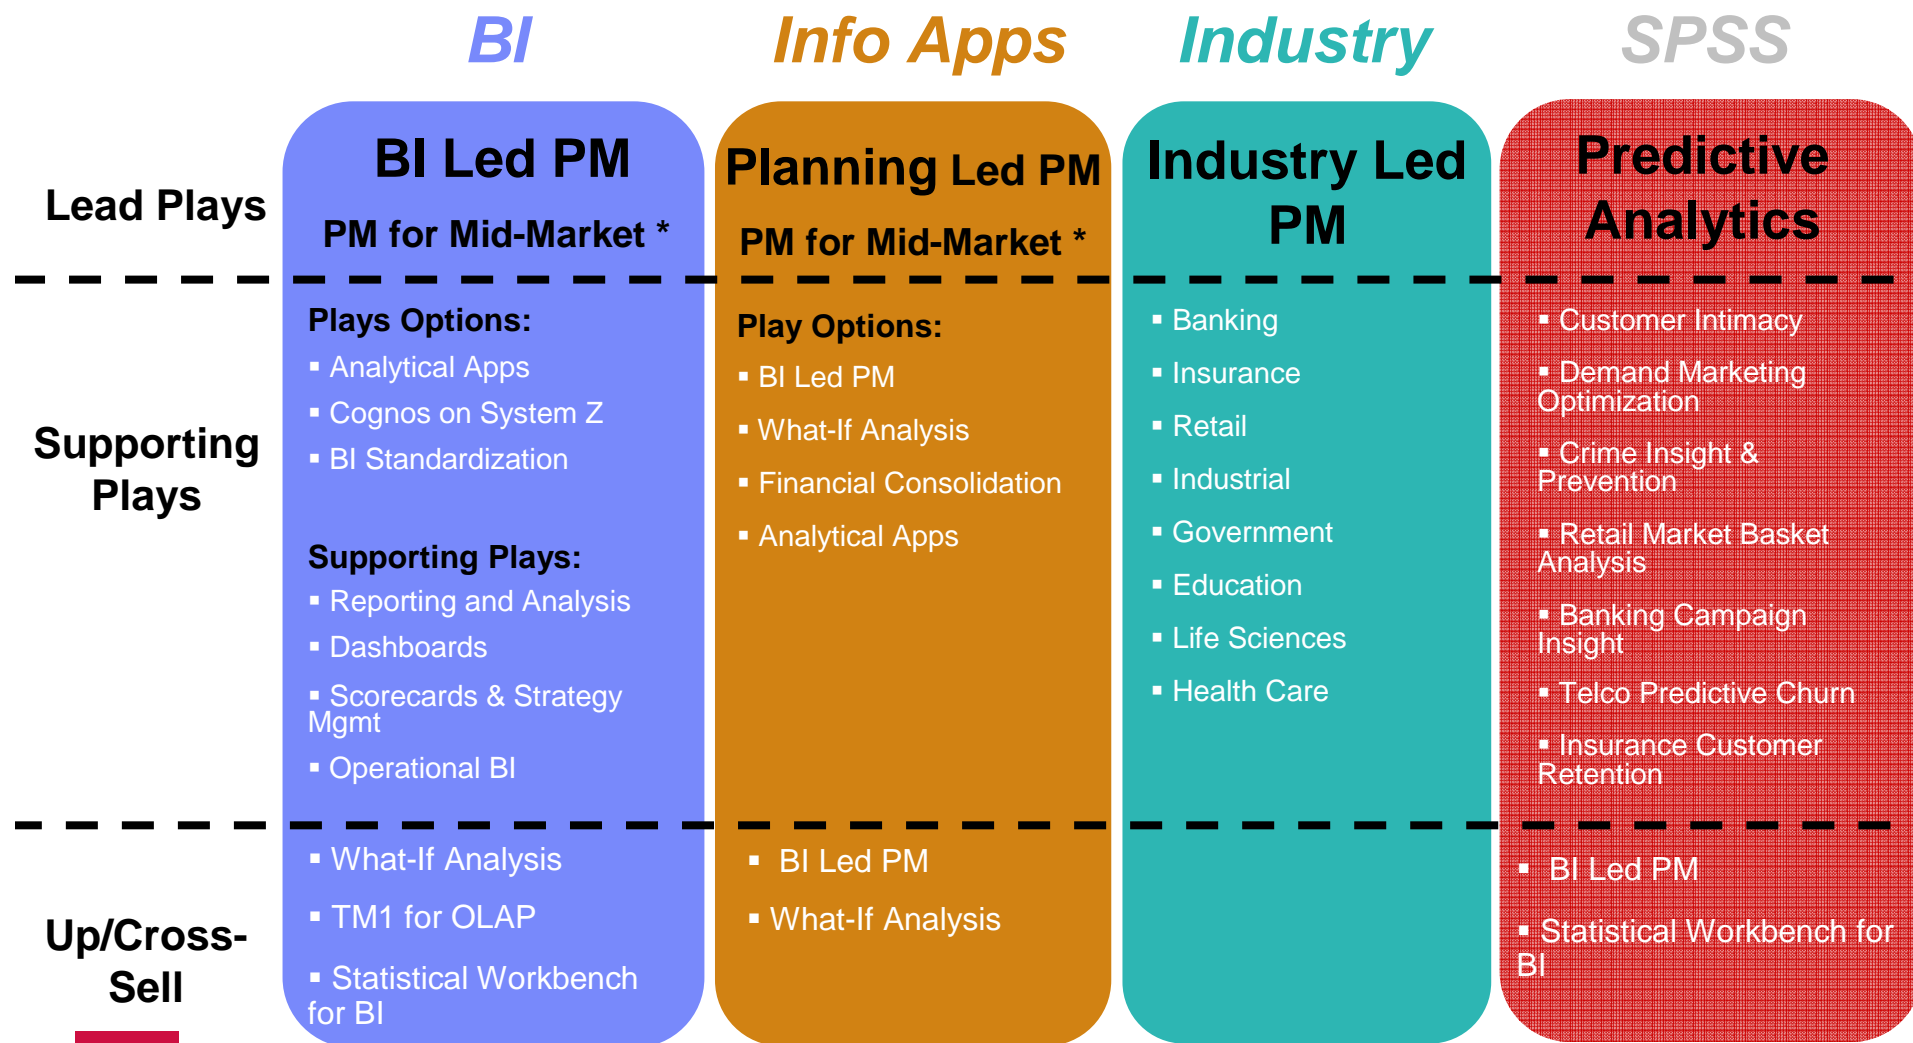 BI
Info Apps
Industry
SPSS
Lead Plays
BI Led PM
PM for Mid-Market *
Planning Led PM
PM for Mid-Market *
Industry Led
PM
Predictive
Analytics
Supporting
Plays
Plays Options:
▪ Analytical Apps
▪ Cognos on System Z
▪ BI Standardization
Supporting Plays:
▪ Reporting and Analysis
▪ Dashboards
▪ Scorecards & Strategy
Mgmt
▪ Operational BI
Play Options:
▪ BI Led PM
▪ What-If Analysis
▪ Financial Consolidation
▪ Analytical Apps
▪ Banking
▪ Insurance
▪ Retail
▪ Industrial
▪ Government
▪ Education
▪ Life Sciences
▪ Health Care
▪ Customer Intimacy
▪ Demand Marketing
Optimization
▪ Crime Insight &
Prevention
▪ Retail Market Basket
Analysis
▪ Banking Campaign
Insight
▪ Telco Predictive Churn
▪ Insurance Customer
Retention
Up/Cross-
Sell
▪ What-If Analysis
▪ TM1 for OLAP
▪ Statistical Workbench
for BI
▪ BI Led PM
▪ What-If Analysis
▪ BI Led PM
▪ Statistical Workbench for
BI